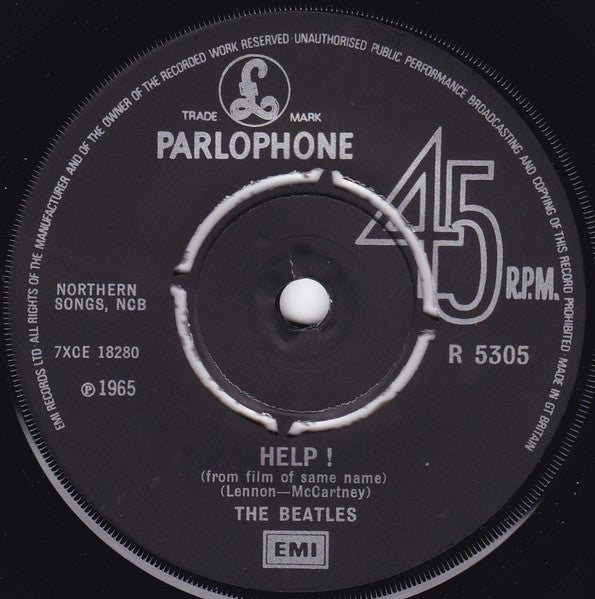 EMI RECORDS LTD ALL RIGHTS OF THE MANUFACTURER AND OF THE OWNER OF THE RECORDED WORK RESERVED · UNAUTHORISED PUBLIC PERFORMANCE BROADCASTING AND COPYING OF THIS RECORD PROHIBITED · MADE IN GT BRITAIN
£
TRADE MARK
PARLOPHONE
45
R.P.M.
NORTHERN
SONGS, NCB
7XCE 18280
R 5305
℗ 1965
HELP !
(from film of same name)
(Lennon—McCartney)
THE BEATLES
EMI